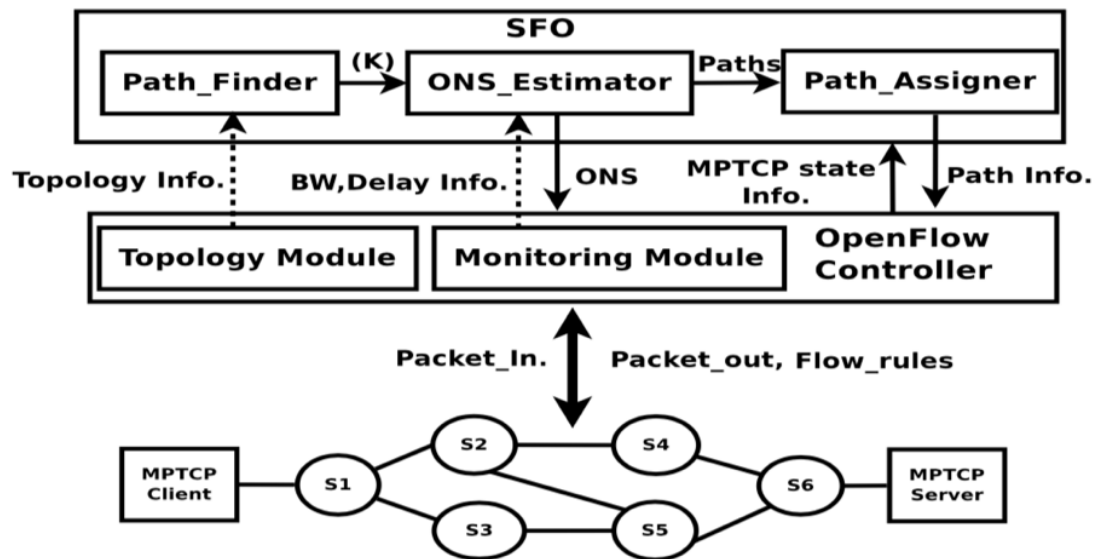 SFO
Path_Finder
(K)
ONS_Estimator
Paths
Path_Assigner
Topology Info.
BW,Delay Info.
ONS
MPTCP state
Info.
Path Info.
Topology Module
Monitoring Module
OpenFlow
Controller
Packet_In.
Packet_out, Flow_rules
MPTCP
Client
S1
S2
S3
S4
S5
S6
MPTCP
Server